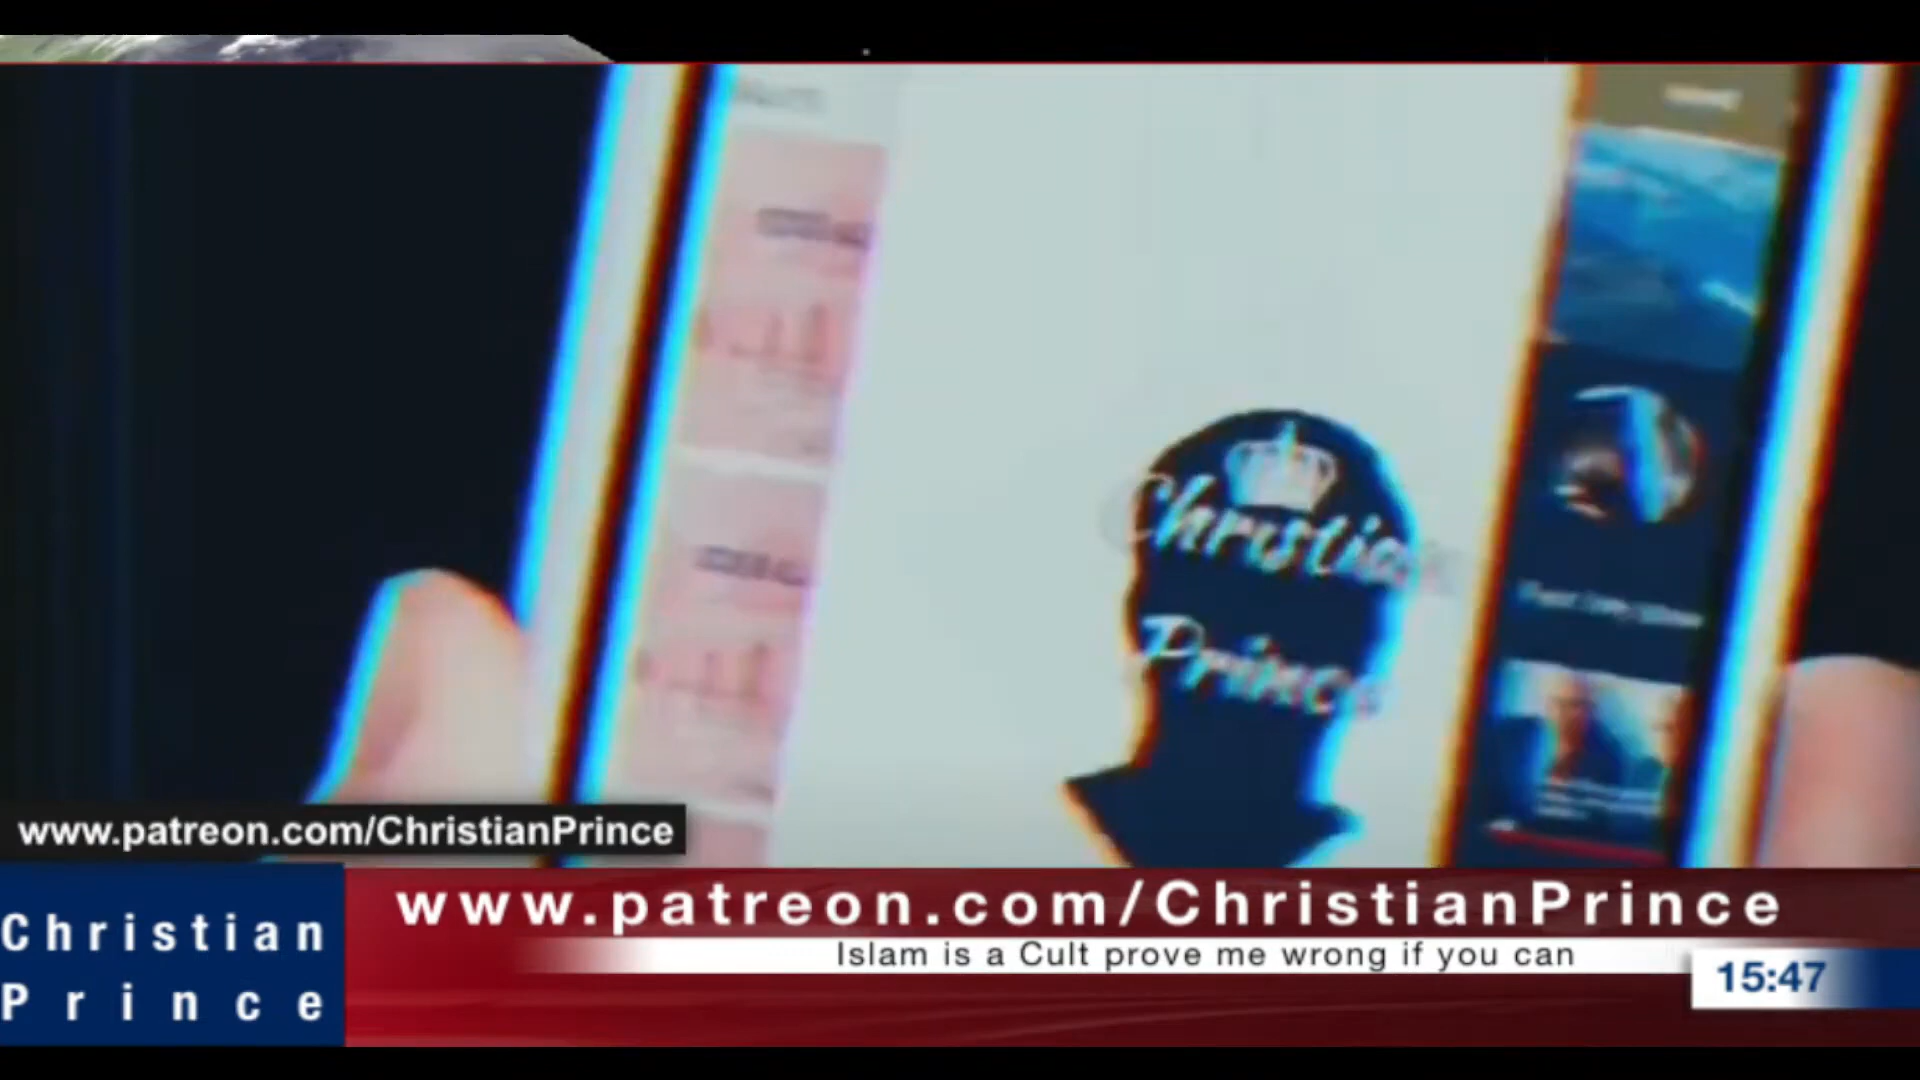 Christian
Prince
www.patreon.com/ChristianPrince
Christian
Prince
www.patreon.com/ChristianPrince
Islam is a Cult prove me wrong if you can
15:47